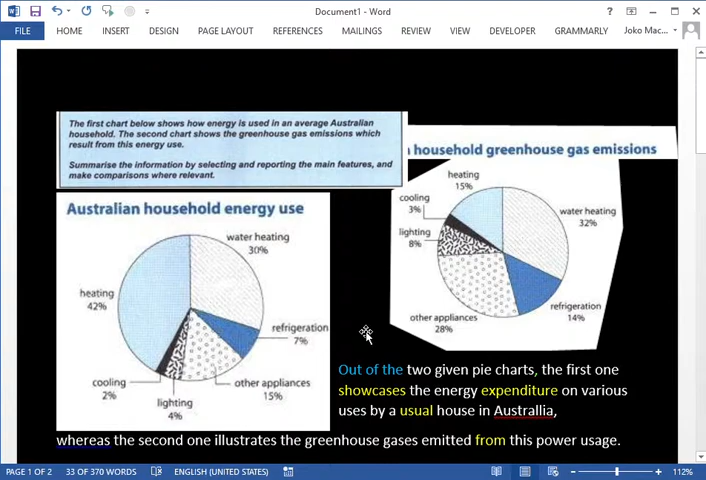 Document1 - Word
FILE HOME INSERT DESIGN PAGE LAYOUT REFERENCES MAILINGS REVIEW VIEW DEVELOPER GRAMMARLY Joko Mac...
The first chart below shows how energy is used in an average Australian
household. The second chart shows the greenhouse gas emissions which
result from this energy use.
Summarise the information by selecting and reporting the main features, and
make comparisons where relevant.
Australian household energy use
water heating
30%
heating
42%
refrigeration
7%
cooling
2%
other appliances
15%
lighting
4%
household greenhouse gas emissions
heating
15%
cooling
3%
water heating
32%
lighting
8%
refrigeration
14%
other appliances
28%
Out of the two given pie charts, the first one
showcases the energy expenditure on various
uses by a usual house in Australlia,
whereas the second one illustrates the greenhouse gases emitted from this power usage.
PAGE 1 OF 2 33 OF 370 WORDS ENGLISH (UNITED STATES) 112%